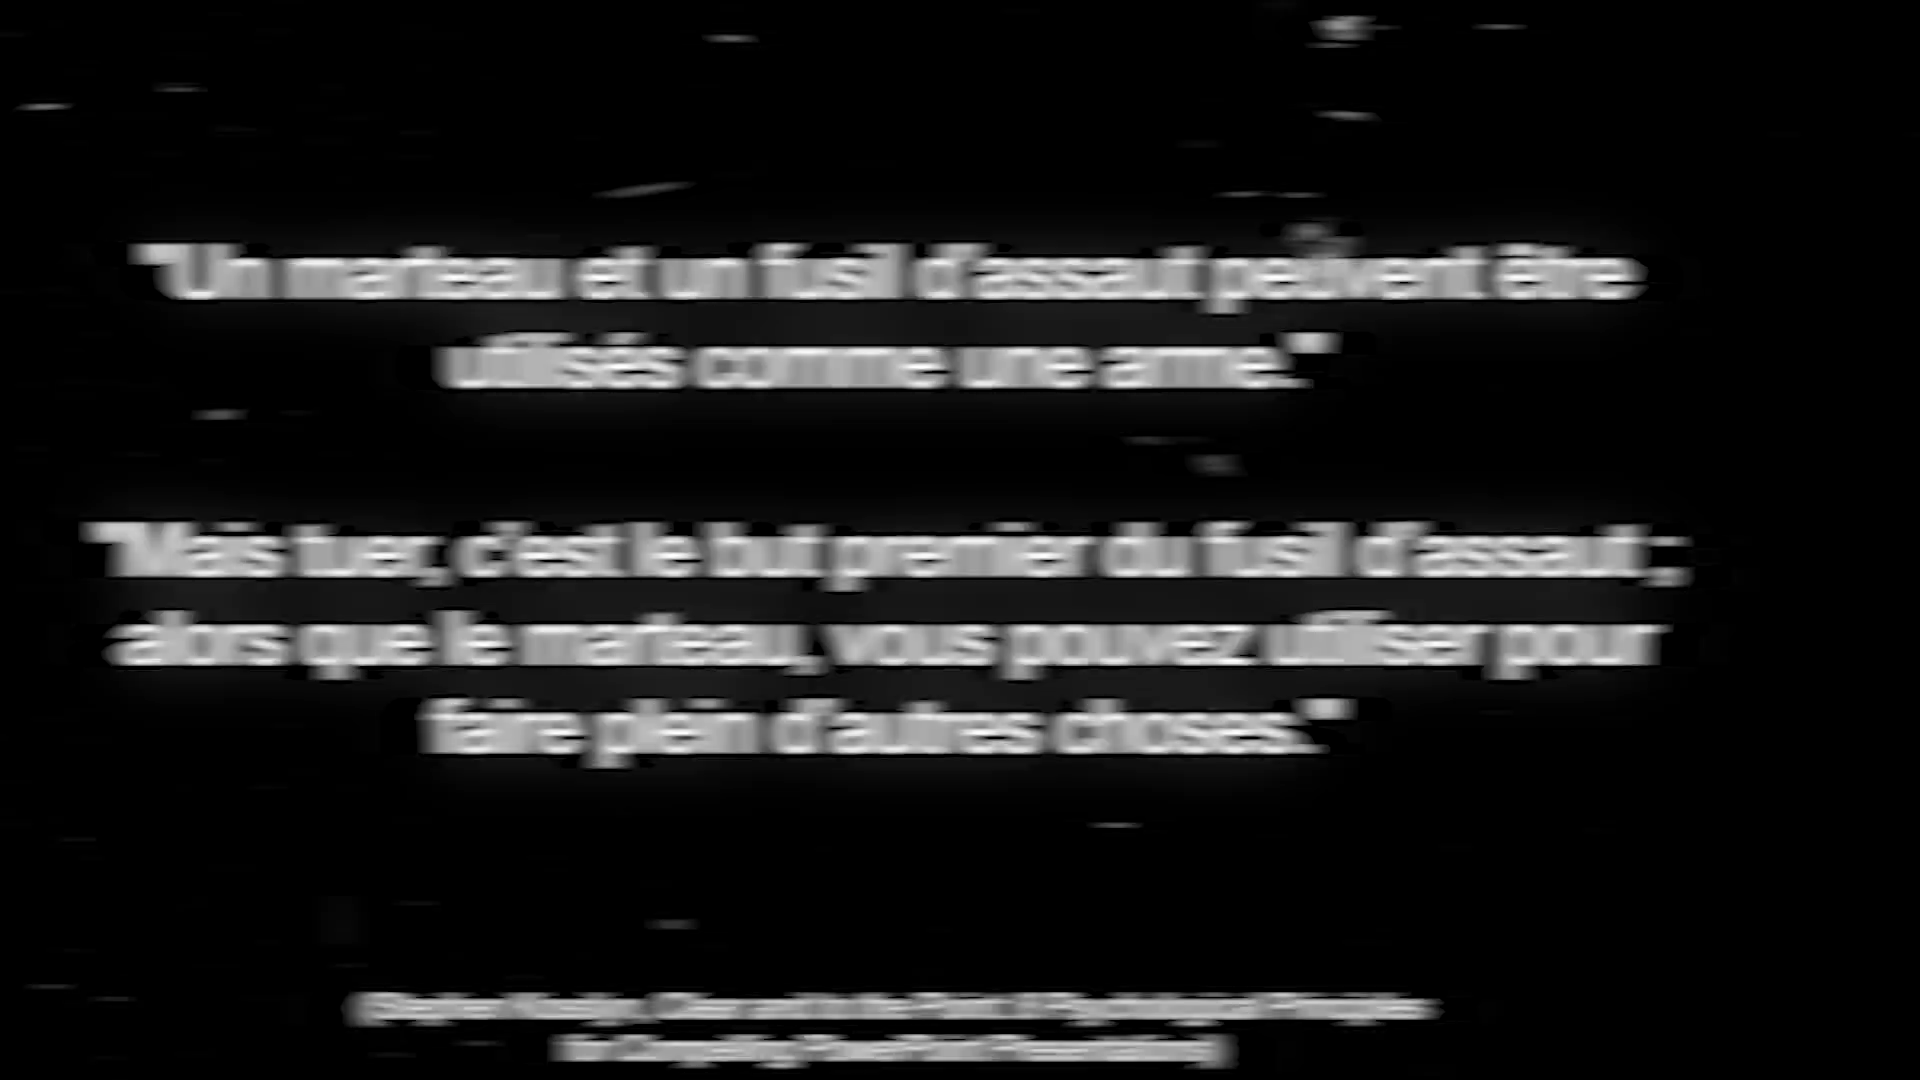 "Un marteau et un fusil d'assaut peuvent être
utilisés comme une arme."
"Mais tuer, c'est le but premier du fusil d'assaut ;
alors que le marteau, vous pouvez utiliser pour
faire plein d'autres choses."